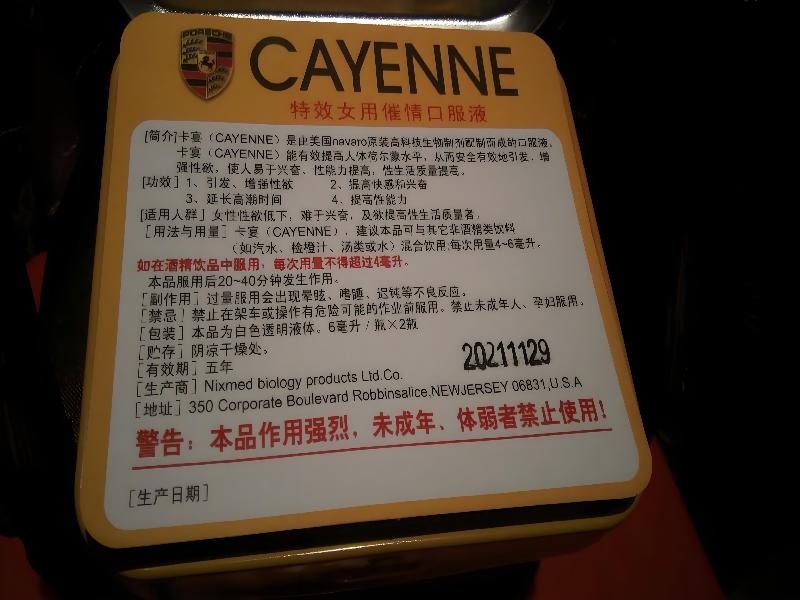 PORSCHE
CAYENNE
特效女用催情口服液
[简介]卡宴（CAYENNE）是由美国navaro原装高科技生物制剂配制而成的口服液。
卡宴（CAYENNE）能有效提高人体荷尔蒙水平，从而安全有效地引发、增
强性欲，使人易于兴奋、性能力提高，性生活质量提高。
[功效] 1、引发、增强性欲 2、提高快感和兴奋
3、延长高潮时间 4、提高性能力
[适用人群] 女性性欲低下，难于兴奋，及欲提高性生活质量者。
[用法与用量] 卡宴（CAYENNE），建议本品可与其它非酒精类饮料
（如汽水、检橙汁、汤类或水）混合饮用;每次用量4~6毫升。
如在酒精饮品中服用，每次用量不得超过4毫升。
本品服用后20~40分钟发生作用。
[副作用] 过量服用会出现晕眩、嗜睡、迟钝等不良反应。
[禁忌] 禁止在驾车或操作有危险可能的作业前服用。禁止未成年人、孕妇服用。
[包装] 本品为白色透明液体。6毫升/瓶×2瓶
[贮存] 阴凉干燥处。
[有效期] 五年
20211129
[生产商] Nixmed biology products Ltd.Co.
[地址] 350 Corporate Boulevard Robbinsalice,NEWJERSEY 06831,U.S.A
警告：本品作用强烈，未成年、体弱者禁止使用！
[生产日期]